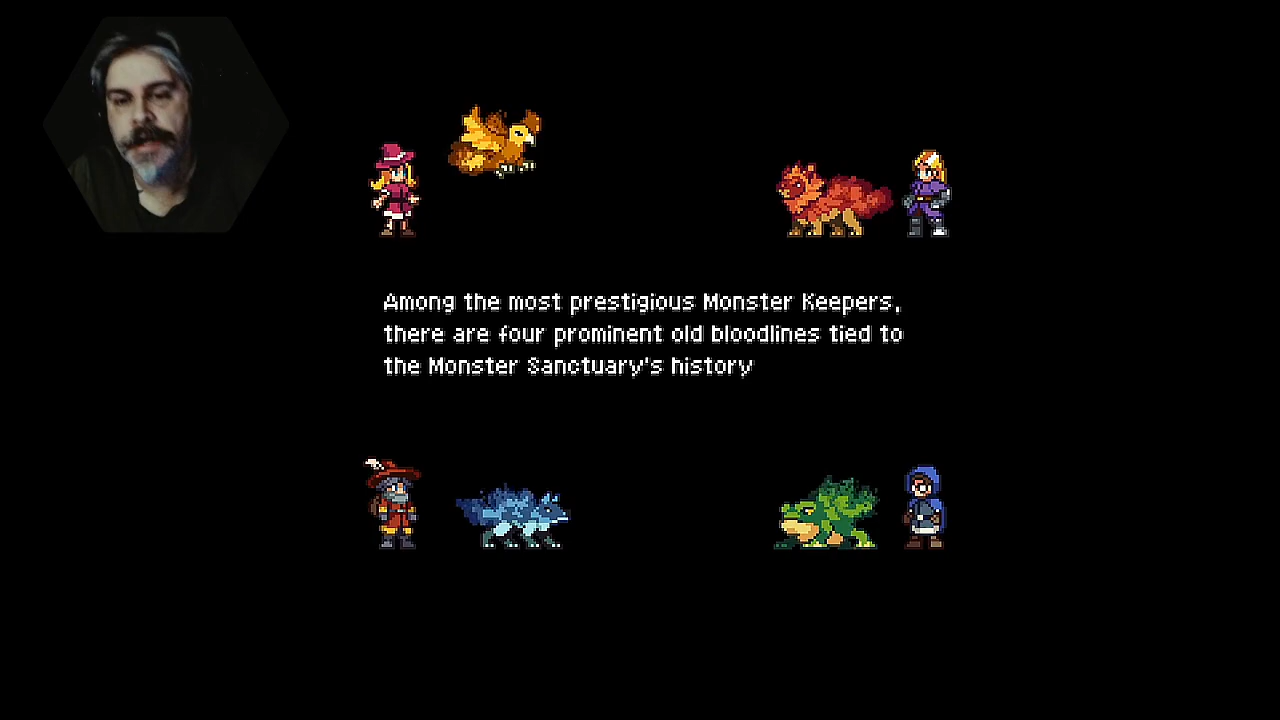 Among the most prestigious Monster Keepers,
there are four prominent old bloodlines tied to
the Monster Sanctuary's history